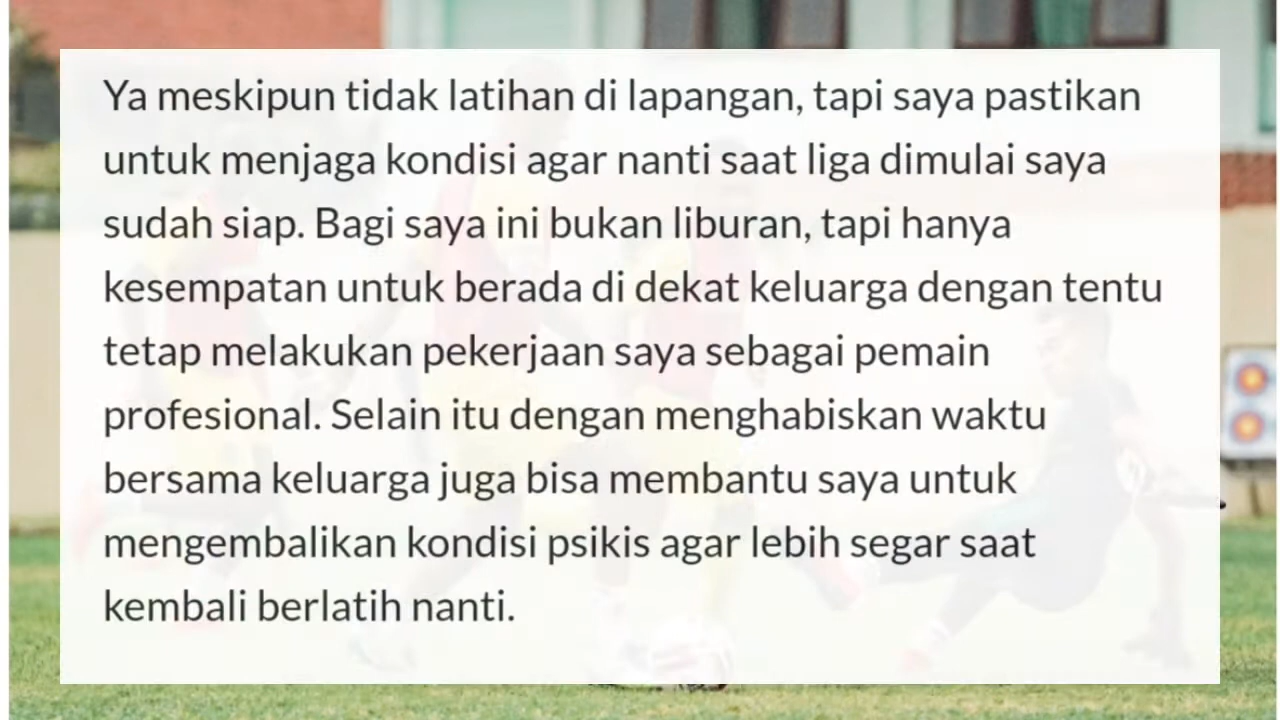 Ya meskipun tidak latihan di lapangan, tapi saya pastikan
untuk menjaga kondisi agar nanti saat liga dimulai saya
sudah siap. Bagi saya ini bukan liburan, tapi hanya
kesempatan untuk berada di dekat keluarga dengan tentu
tetap melakukan pekerjaan saya sebagai pemain
profesional. Selain itu dengan menghabiskan waktu
bersama keluarga juga bisa membantu saya untuk
mengembalikan kondisi psikis agar lebih segar saat
kembali berlatih nanti.